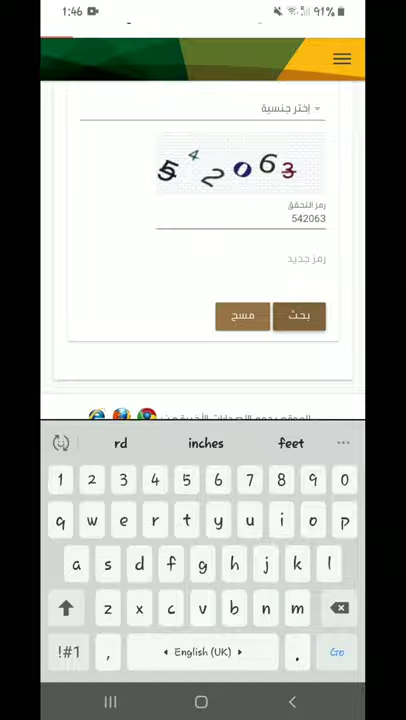 1:46
91%
إختر جنسية
542063
رمز التحقق
542063
رمز جديد
بحث
مسح
rd inches feet ...
1 2 3 4 5 6 7 8 9 0
q w e r t y u i o p
a s d f g h j k l
z x c v b n m
!#1 , English (UK) . Go